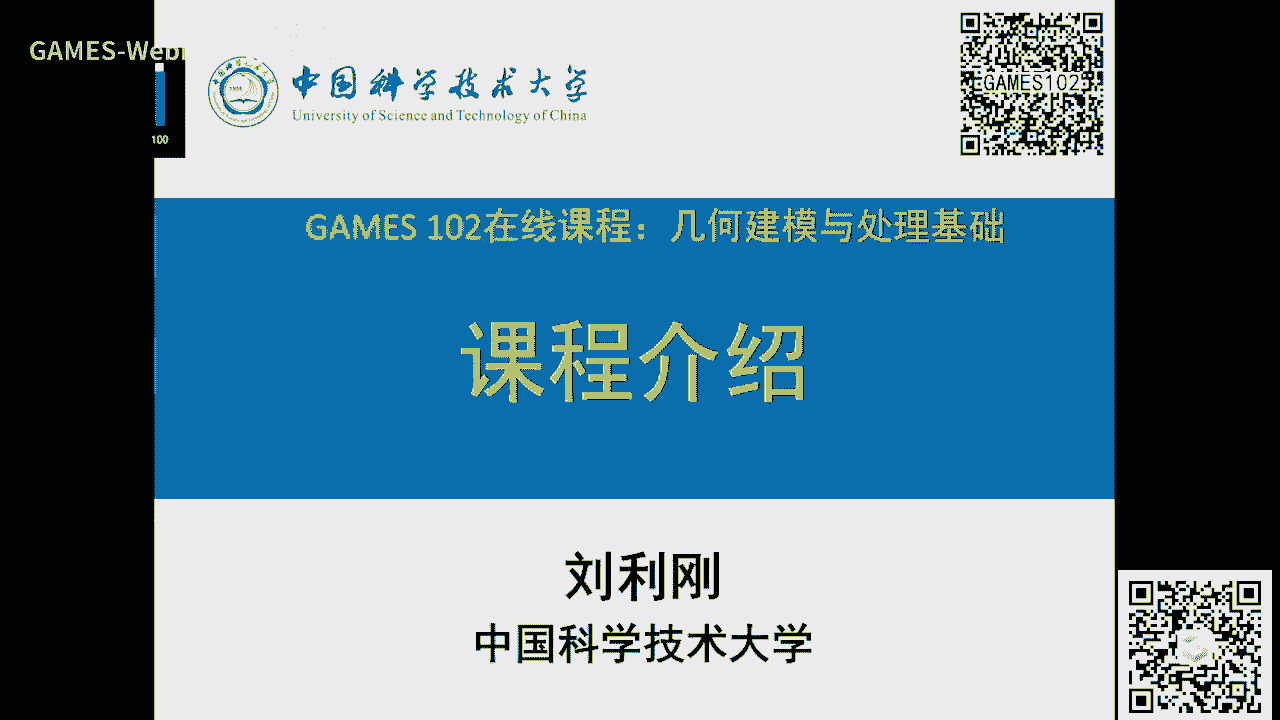 GAMES-Webi
100
中国科学技术大学
University of Science and Technology of China
GAMES102
GAMES 102在线课程：几何建模与处理基础
课程介绍
刘利刚
中国科学技术大学